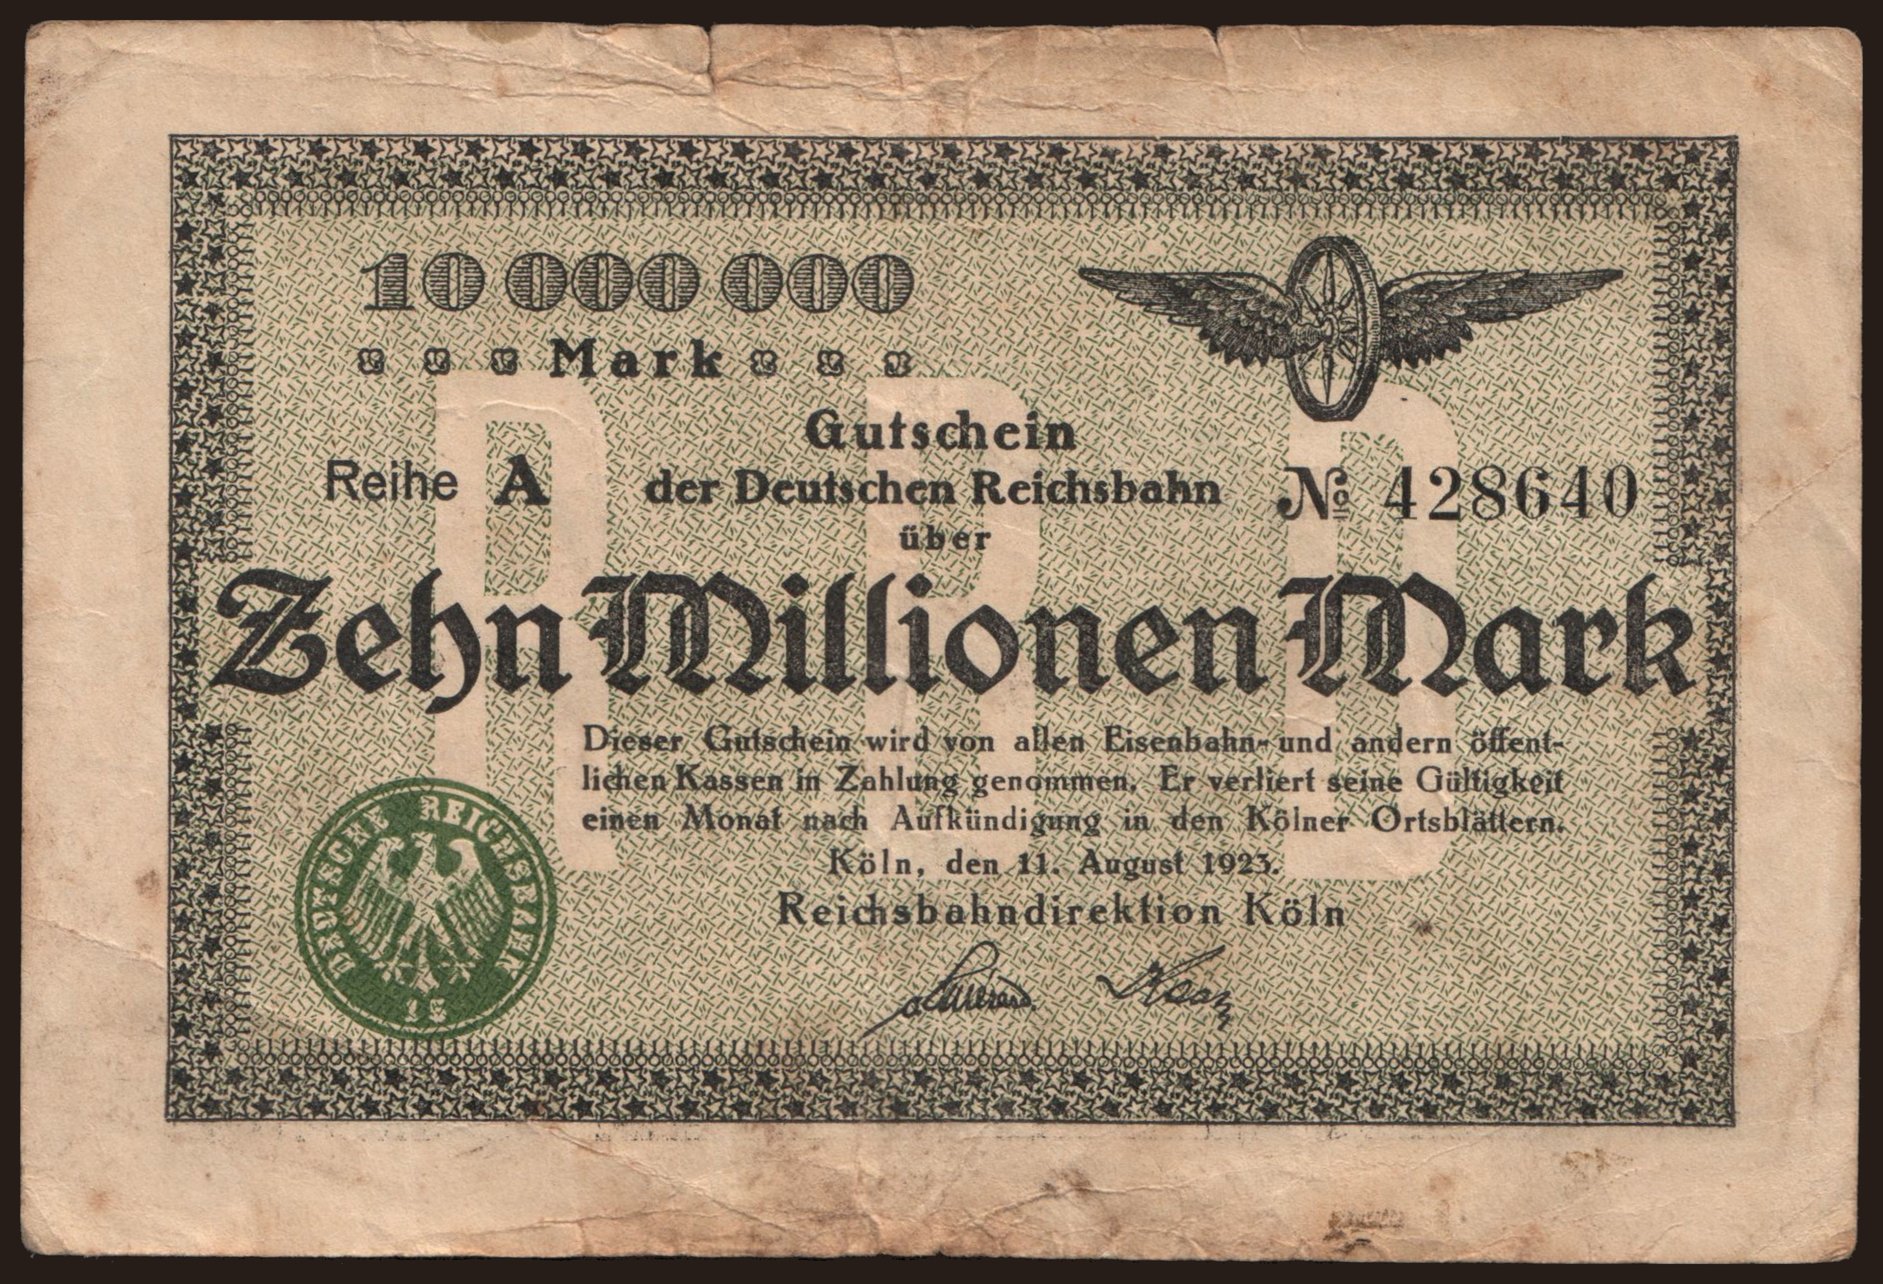 10 000 000
Mark
Gutschein
Reihe A der Deutschen Reichsbahn № 428640
über
Zehn Millionen Mark
Dieser Gutschein wird von allen Eisenbahn- und andern öffent-
lichen Kassen in Zahlung genommen. Er verliert seine Gültigkeit
einen Monat nach Aufkündigung in den Kölner Ortsblättern.
Köln, den 11. August 1923.
Reichsbahndirektion Köln
RBD
DEUTSCHE REICHSBAHN
15